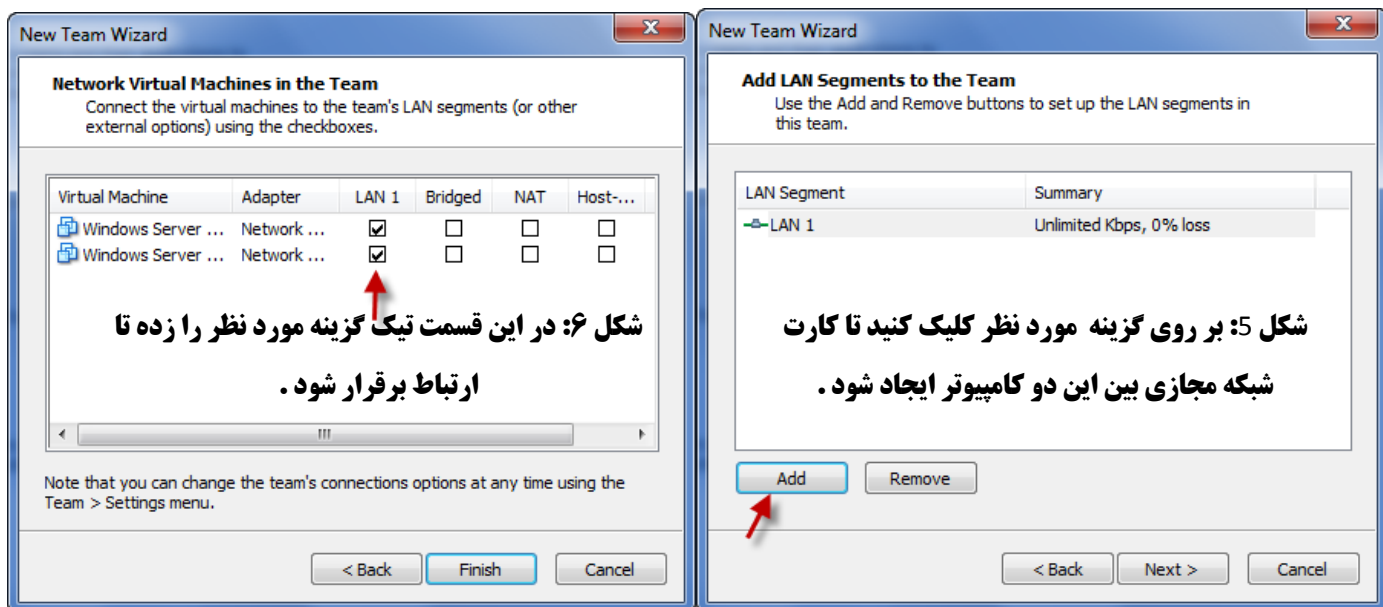 New Team Wizard
Network Virtual Machines in the Team
Connect the virtual machines to the team's LAN segments (or other
external options) using the checkboxes.
Virtual Machine Adapter LAN 1 Bridged NAT Host-...
Windows Server ... Network ...
Windows Server ... Network ...
شکل ۶: در این قسمت تیک گزینه مورد نظر را زده تا
ارتباط برقرار شود .
Note that you can change the team's connections options at any time using the
Team > Settings menu.
< Back Finish Cancel
New Team Wizard
Add LAN Segments to the Team
Use the Add and Remove buttons to set up the LAN segments in
this team.
LAN Segment Summary
LAN 1 Unlimited Kbps, 0% loss
شکل 5: بر روی گزینه مورد نظر کلیک کنید تا کارت
شبکه مجازی بین این دو کامپیوتر ایجاد شود .
Add Remove
< Back Next > Cancel